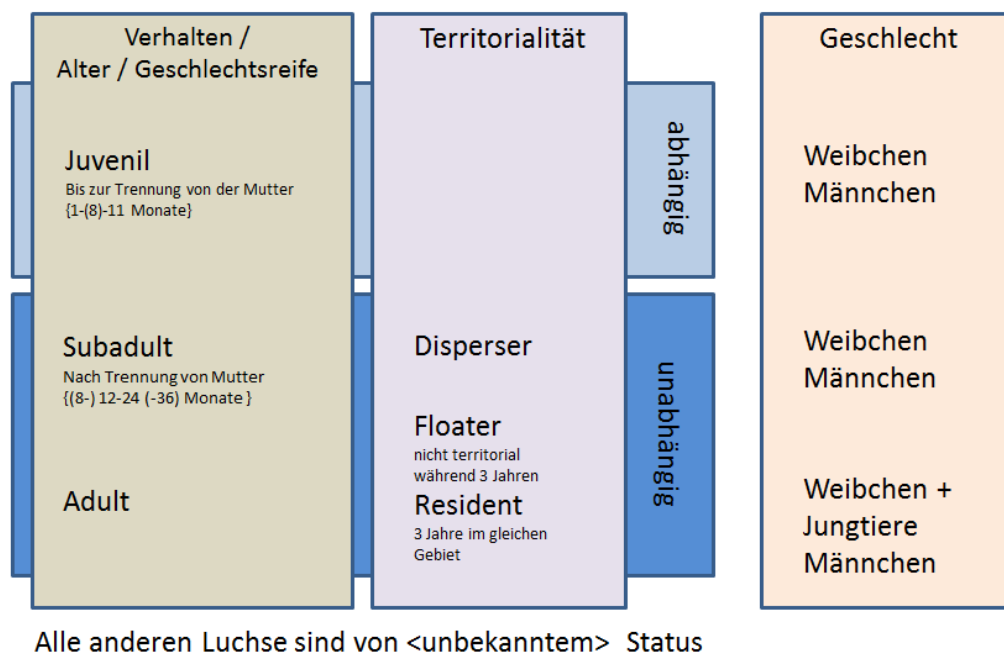 Verhalten /
Alter / Geschlechtsreife
Juvenil
Bis zur Trennung von der Mutter
{1-(8)-11 Monate}
Subadult
Nach Trennung von Mutter
{(8-) 12-24 (-36) Monate }
Adult
Territorialität
Disperser
Floater
nicht territorial
während 3 Jahren
Resident
3 Jahre im gleichen
Gebiet
abhängig
unabhängig
Geschlecht
Weibchen
Männchen
Weibchen
Männchen
Weibchen +
Jungtiere
Männchen
Alle anderen Luchse sind von <unbekanntem> Status